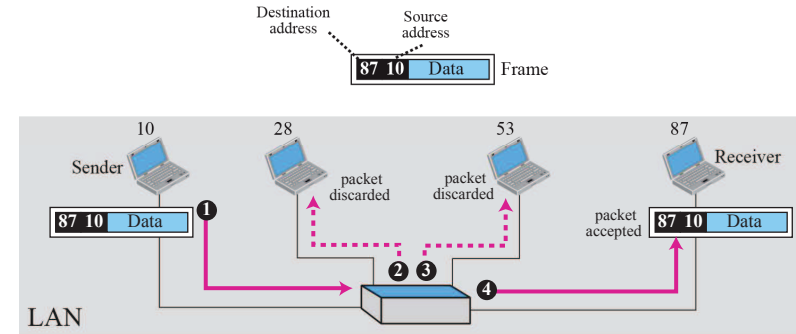 Destination
address
Source
address
87 10 Data
Frame
10
28
53
87
Sender
Receiver
packet
discarded
packet
discarded
87 10 Data
1
packet
accepted
87 10 Data
2
3
4
LAN